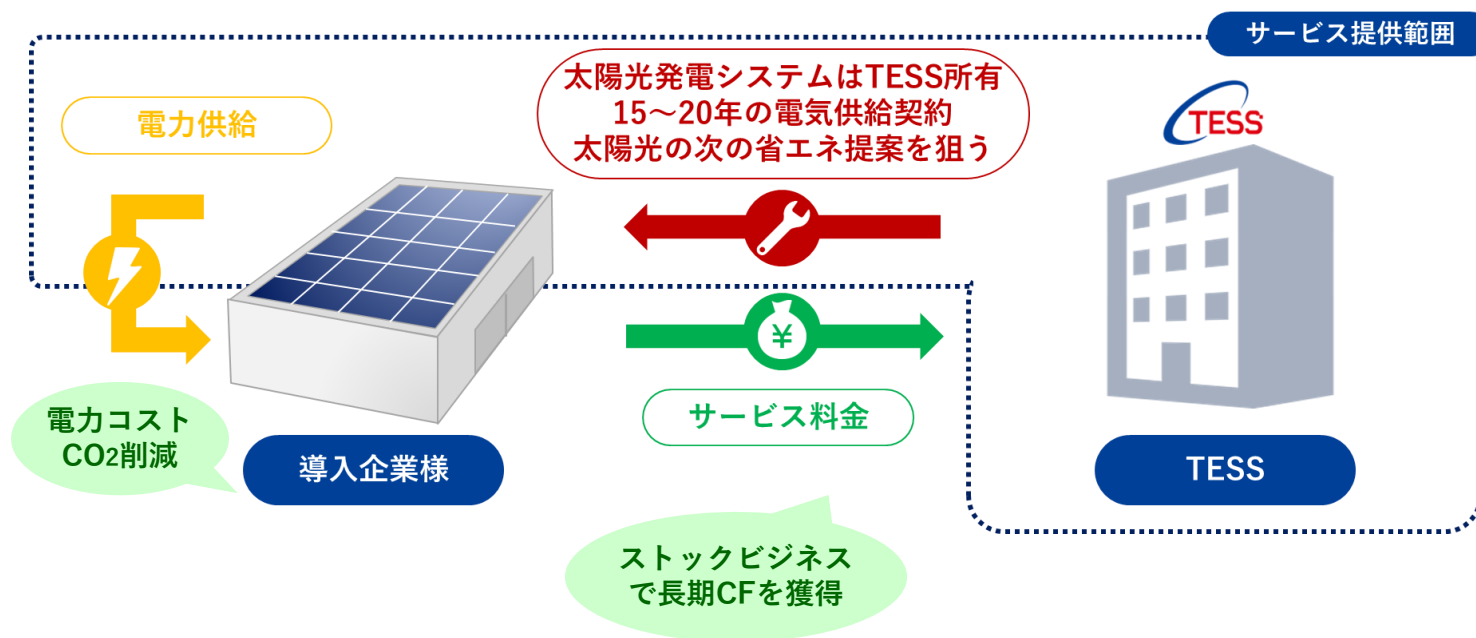 サービス提供範囲
電力供給
太陽光発電システムはTESS所有
15～20年の電気供給契約
太陽光の次の省エネ提案を狙う
TESS
¥
サービス料金
電力コスト
CO2削減
導入企業様
TESS
ストックビジネス
で長期CFを獲得